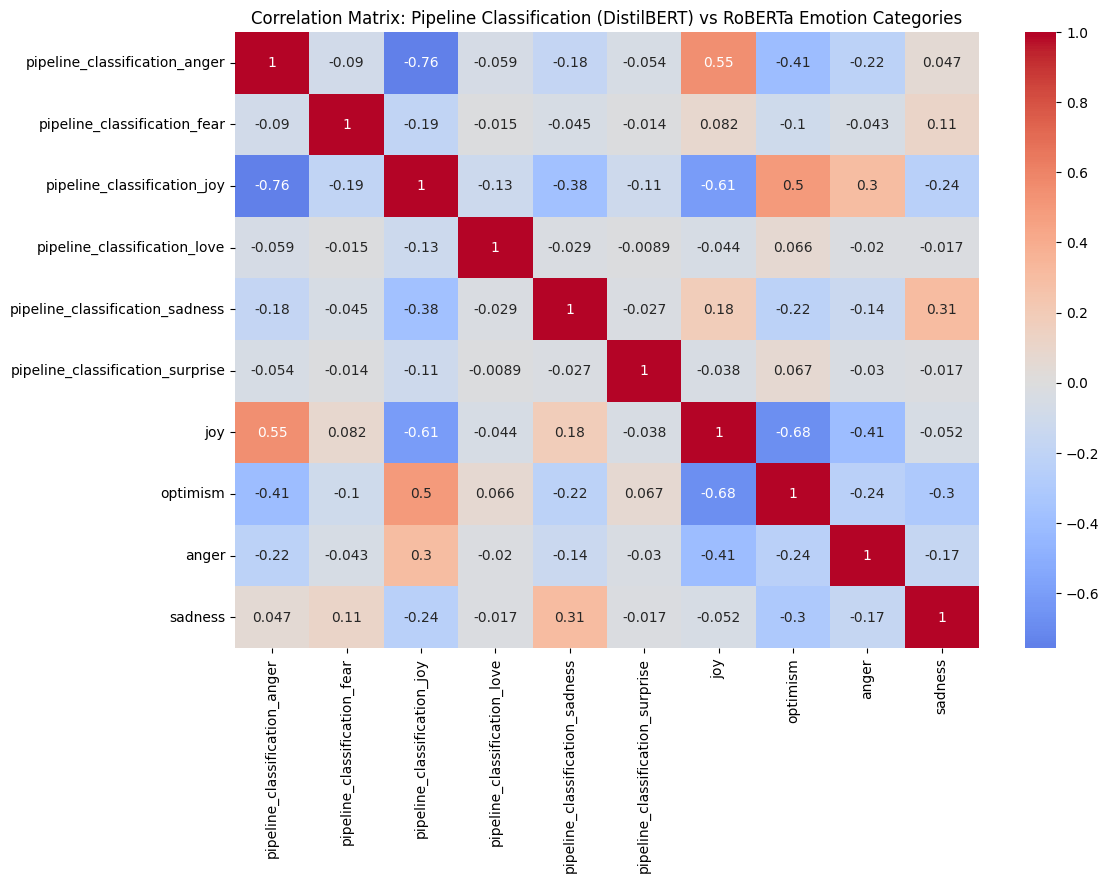 Correlation Matrix: Pipeline Classification (DistilBERT) vs RoBERTa Emotion Categories
pipeline_classification_anger 1 -0.09 -0.76 -0.059 -0.18 -0.054 0.55 -0.41 -0.22 0.047
pipeline_classification_fear -0.09 1 -0.19 -0.015 -0.045 -0.014 0.082 -0.1 -0.043 0.11
pipeline_classification_joy -0.76 -0.19 1 -0.13 -0.38 -0.11 -0.61 0.5 0.3 -0.24
pipeline_classification_love -0.059 -0.015 -0.13 1 -0.029 -0.0089 -0.044 0.066 -0.02 -0.017
pipeline_classification_sadness -0.18 -0.045 -0.38 -0.029 1 -0.027 0.18 -0.22 -0.14 0.31
pipeline_classification_surprise -0.054 -0.014 -0.11 -0.0089 -0.027 1 -0.038 0.067 -0.03 -0.017
joy 0.55 0.082 -0.61 -0.044 0.18 -0.038 1 -0.68 -0.41 -0.052
optimism -0.41 -0.1 0.5 0.066 -0.22 0.067 -0.68 1 -0.24 -0.3
anger -0.22 -0.043 0.3 -0.02 -0.14 -0.03 -0.41 -0.24 1 -0.17
sadness 0.047 0.11 -0.24 -0.017 0.31 -0.017 -0.052 -0.3 -0.17 1
pipeline_classification_anger
pipeline_classification_fear
pipeline_classification_joy
pipeline_classification_love
pipeline_classification_sadness
pipeline_classification_surprise
joy
optimism
anger
sadness
1.0
0.8
0.6
0.4
0.2
0.0
−0.2
−0.4
−0.6